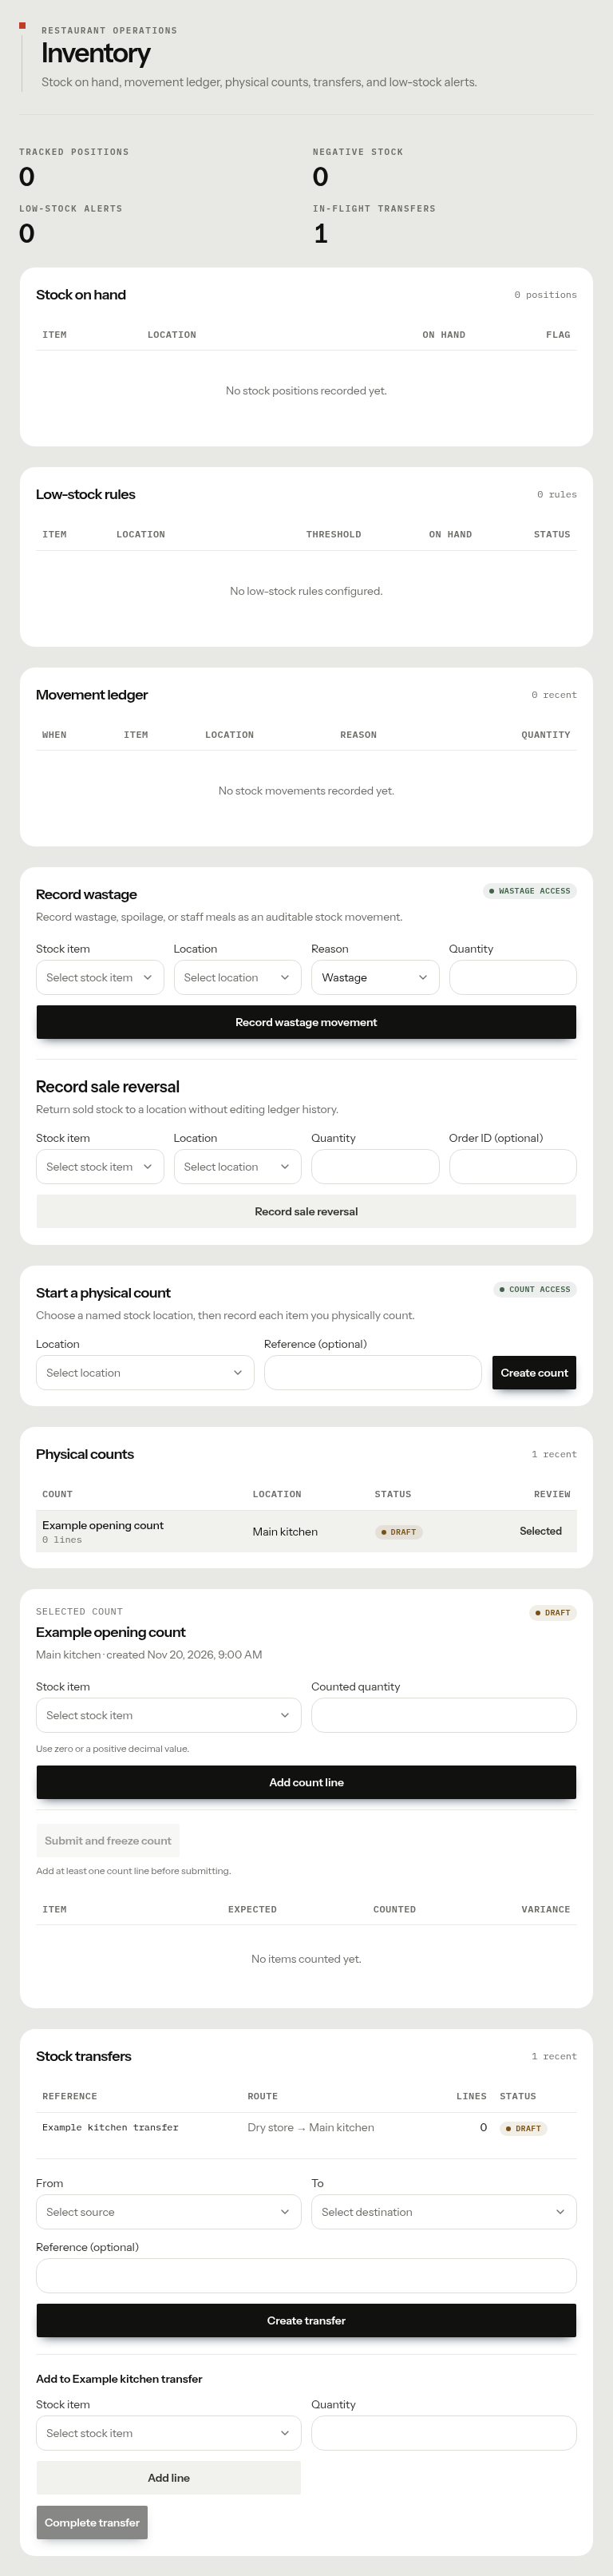 RESTAURANT OPERATIONS
Inventory
Stock on hand, movement ledger, physical counts, transfers, and low-stock alerts.
TRACKED POSITIONS
0
NEGATIVE STOCK
0
LOW-STOCK ALERTS
0
IN-FLIGHT TRANSFERS
1
Stock on hand
0 positions
ITEM LOCATION ON HAND FLAG
No stock positions recorded yet.
Low-stock rules
0 rules
ITEM LOCATION THRESHOLD ON HAND STATUS
No low-stock rules configured.
Movement ledger
0 recent
WHEN ITEM LOCATION REASON QUANTITY
No stock movements recorded yet.
Record wastage
WASTAGE ACCESS
Record wastage, spoilage, or staff meals as an auditable stock movement.
Stock item Location Reason Quantity
Select stock item Select location Wastage
Record wastage movement
Record sale reversal
Return sold stock to a location without editing ledger history.
Stock item Location Quantity Order ID (optional)
Select stock item Select location
Record sale reversal
Start a physical count
COUNT ACCESS
Choose a named stock location, then record each item you physically count.
Location Reference (optional)
Select location Create count
Physical counts
1 recent
COUNT LOCATION STATUS REVIEW
Example opening count Main kitchen DRAFT Selected
0 lines
SELECTED COUNT
DRAFT
Example opening count
Main kitchen · created Nov 20, 2026, 9:00 AM
Stock item Counted quantity
Select stock item
Use zero or a positive decimal value.
Add count line
Submit and freeze count
Add at least one count line before submitting.
ITEM EXPECTED COUNTED VARIANCE
No items counted yet.
Stock transfers
1 recent
REFERENCE ROUTE LINES STATUS
Example kitchen transfer Dry store → Main kitchen 0 DRAFT
From To
Select source Select destination
Reference (optional)
Create transfer
Add to Example kitchen transfer
Stock item Quantity
Select stock item
Add line
Complete transfer